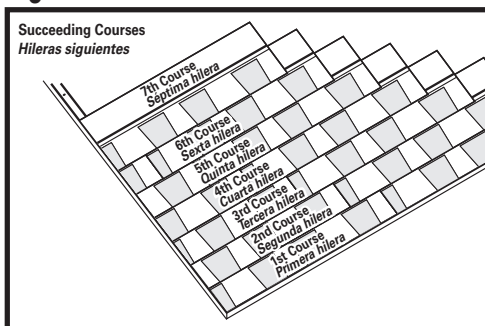 Succeeding Courses
Hileras siguientes
7th Course
Séptima hilera
6th Course
Sexta hilera
5th Course
Quinta hilera
4th Course
Cuarta hilera
3rd Course
Tercera hilera
2nd Course
Segunda hilera
1st Course
Primera hilera